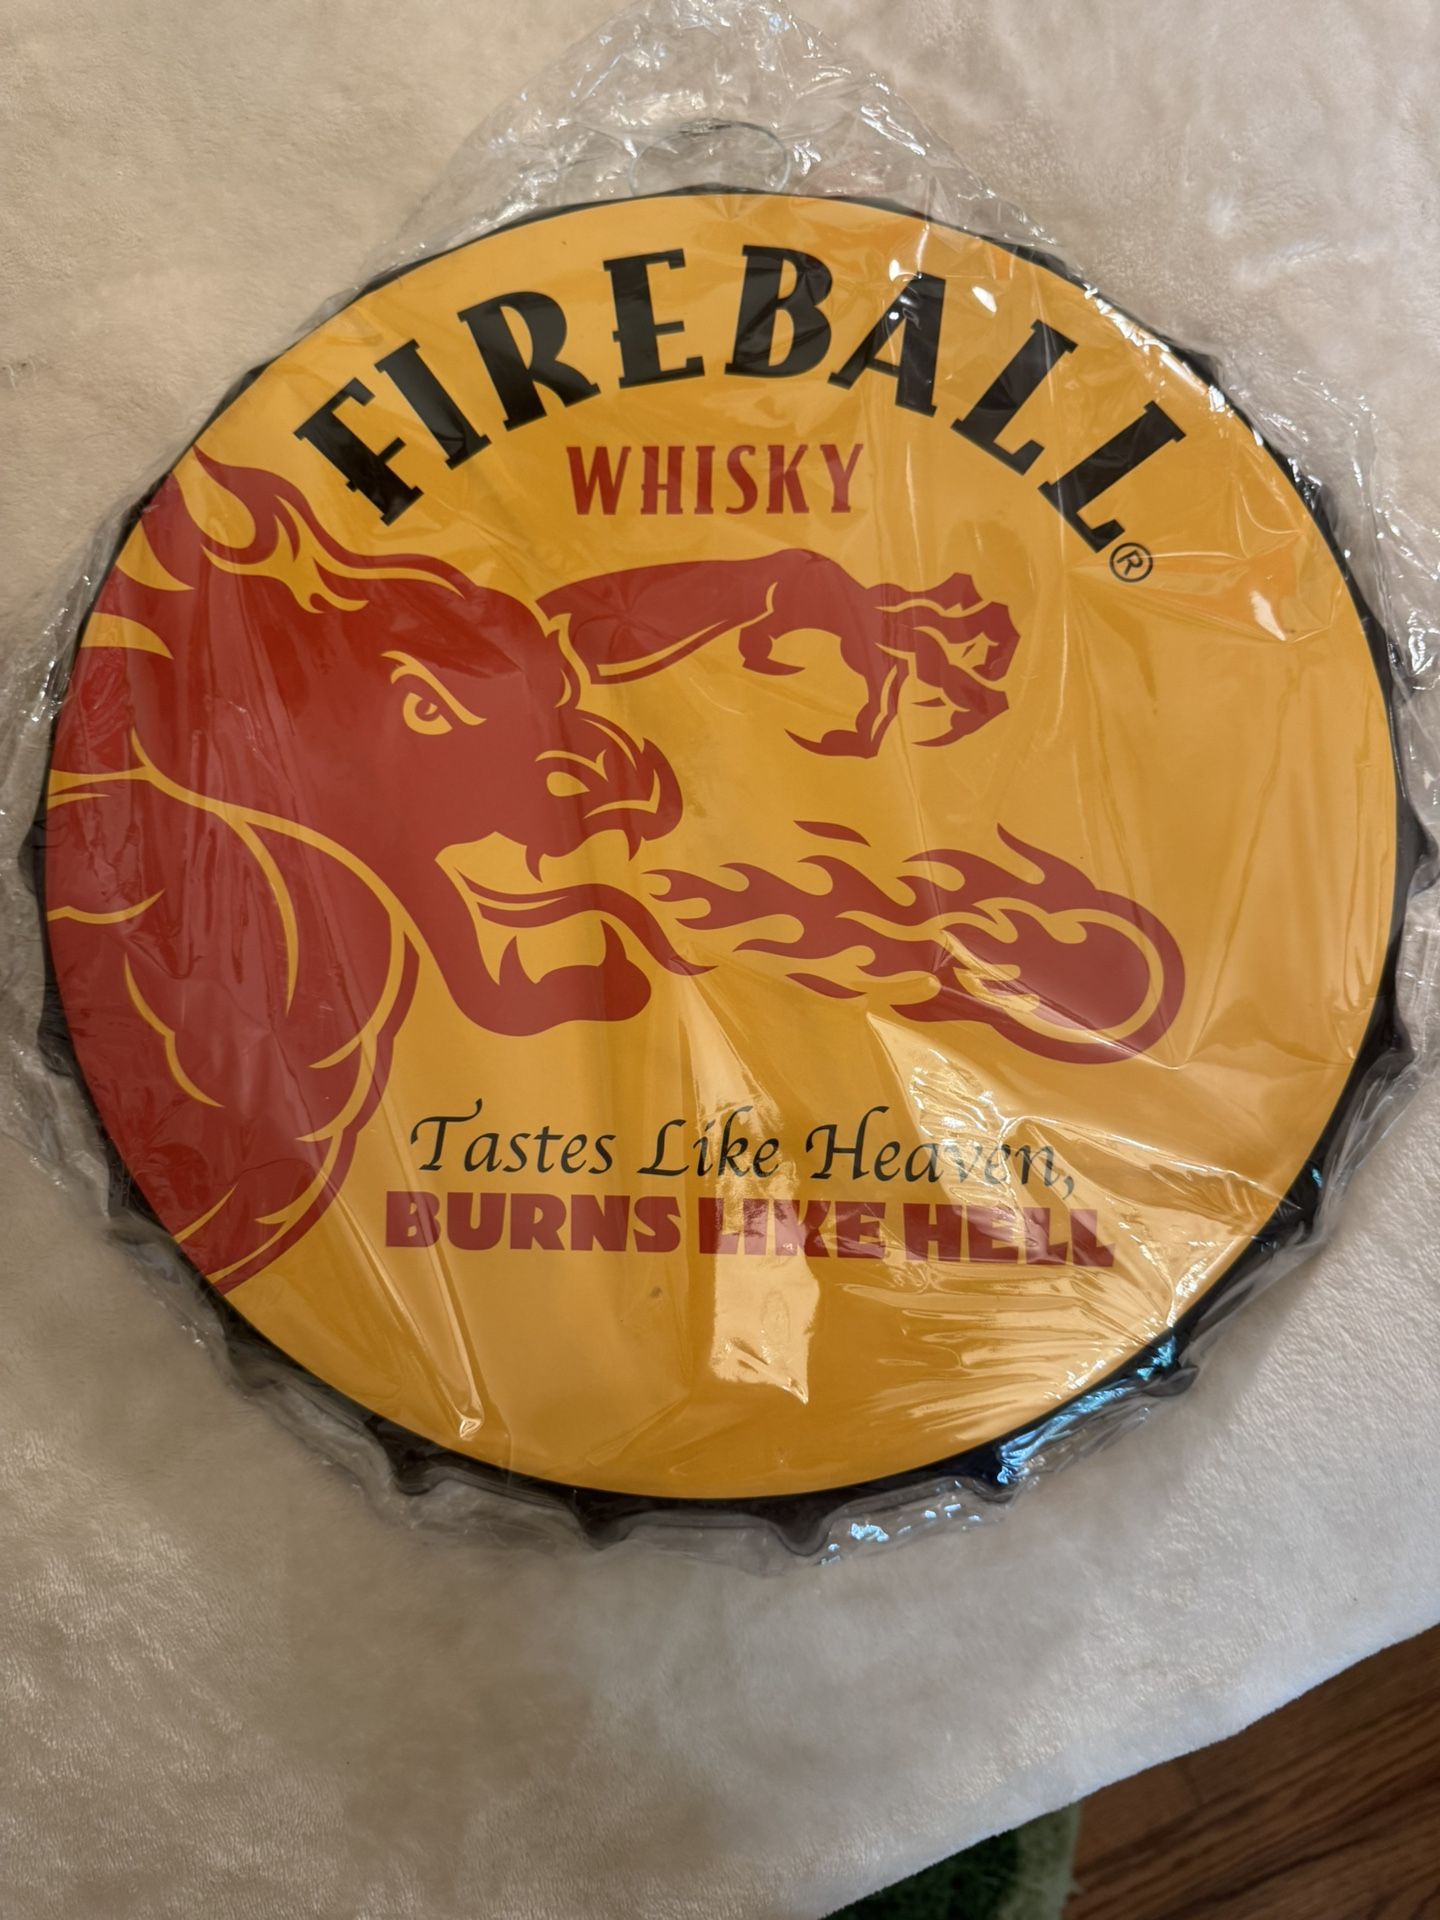 FIREBALL®
WHISKY
Tastes Like Heaven,
BURNS LIKE HELL